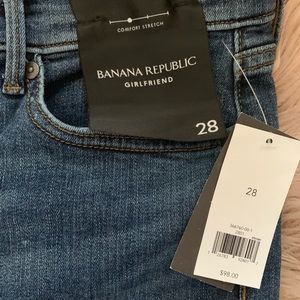 COMFORT STRETCH
BANANA REPUBLIC
GIRLFRIEND
28
28
$98.00